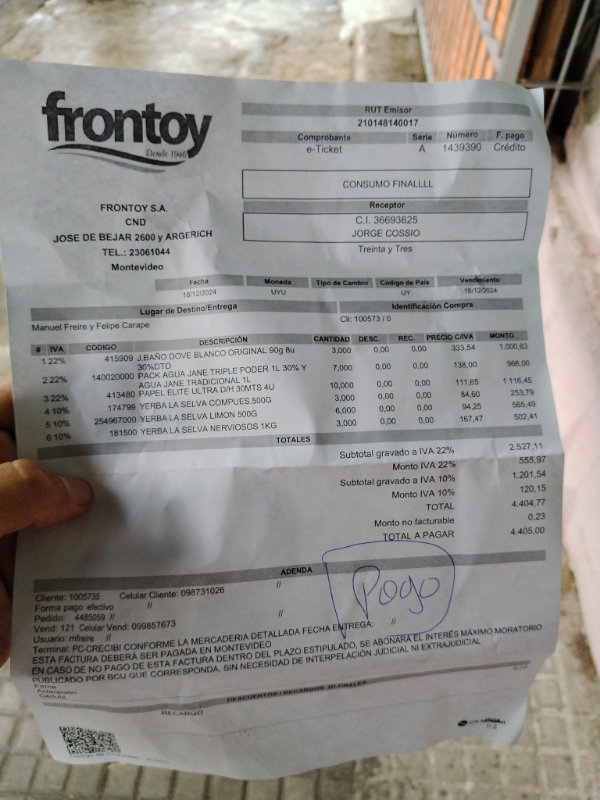 frontoy
Desde 1940
RUT Emisor
210148140017
Comprobante Serie Número F. pago
e-Ticket A 1439390 Crédito
CONSUMO FINALLLL
Receptor
C.I. 36693625
JORGE COSSIO
Treinta y Tres
FRONTOY S.A.
CND
JOSE DE BEJAR 2600 y ARGERICH
TEL.: 23061044
Montevideo
Fecha Moneda Tipo de Cambio Código de País Vencimiento
18/12/2024 UYU UY 18/12/2024
Lugar de Destino/Entrega Identificación Compra
Manuel Freire y Felipe Carape Cli: 100573 / 0
# IVA CODIGO DESCRIPCIÓN CANTIDAD DESC. REC. PRECIO C/IVA MONTO
1 22% 415909 J.BAÑO DOVE BLANCO ORIGINAL 90g 8u 3,000 0,00 0,00 333,54 1.000,63
30%DTO
2 22% 140020000 PACK AGUA JANE TRIPLE PODER 1L 30% Y 7,000 0,00 0,00 138,00 966,00
AGUA JANE TRADICIONAL 1L
3 22% 413480 PAPEL ELITE ULTRA D/H 30MTS 4U 10,000 0,00 0,00 111,65 1.116,45
4 10% 174799 YERBA LA SELVA COMPUES.500G 3,000 0,00 0,00 84,60 253,79
5 10% 254967000 YERBA LA SELVA LIMON 500G 6,000 0,00 0,00 94,25 565,49
6 10% 181500 YERBA LA SELVA NERVIOSOS 1KG 3,000 0,00 0,00 167,47 502,41
TOTALES
Subtotal gravado a IVA 22% 2.527,11
Monto IVA 22% 555,97
Subtotal gravado a IVA 10% 1.201,54
Monto IVA 10% 120,15
TOTAL 4.404,77
Monto no facturable 0,23
TOTAL A PAGAR 4.405,00
ADENDA
Pago
Cliente: 1005735 Celular Cliente: 098731026 //
Forma pago: efectivo //
Pedido: 4485059 // //
Vend: 121 Celular Vend: 099857673
Usuario: mfreire //
Terminal: PC-CRECIBI CONFORME LA MERCADERIA DETALLADA FECHA ENTREGA: //
ESTA FACTURA DEBERÁ SER PAGADA EN MONTEVIDEO
EN CASO DE NO PAGO DE ESTA FACTURA DENTRO DEL PLAZO ESTIPULADO, SE ABONARÁ EL INTERÉS MÁXIMO MORATORIO
PUBLICADO POR BCU QUE CORRESPONDA, SIN NECESIDAD DE INTERPELACIÓN JUDICIAL NI EXTRAJUDICIAL
Firma
Aclaración
Cédula
0,23
DESCUENTOS / RECARGOS GLOBALES
RECARGO